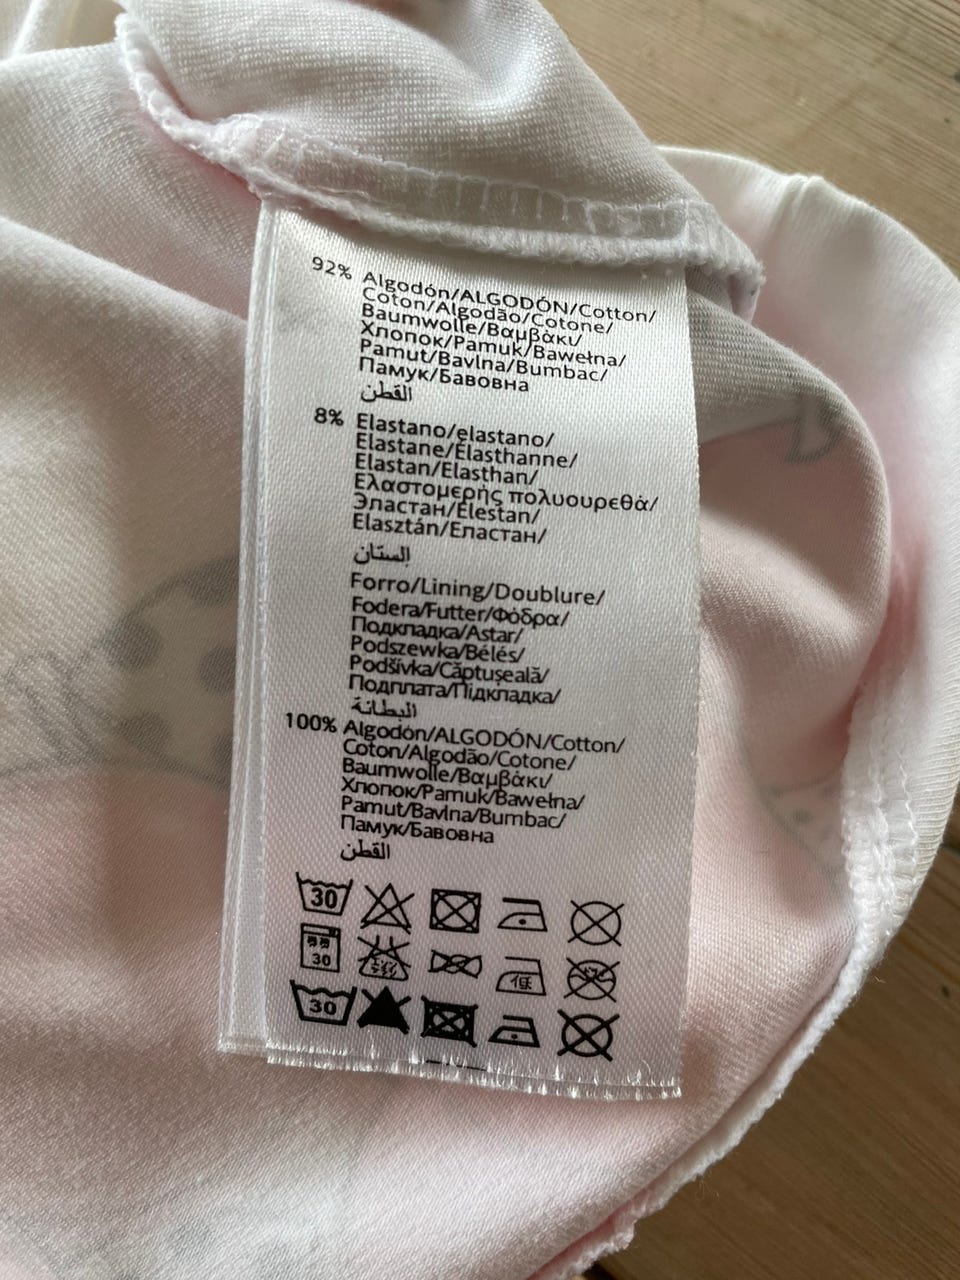 92% Algodón/ALGODÓN/Cotton/
Coton/Algodão/Cotone/
Baumwolle/Βαμβάκι/
Хлопок/Pamuk/Bawełna/
Pamut/Bavlna/Bumbac/
Памук/Бавовна
القطن
8% Elastano/elastano/
Elastane/Élasthanne/
Elastan/Elasthan/
Ελαστομερής πολυουρεθά/
Эластан/Elestan/
Elasztán/Еластан/
إلستان
Forro/Lining/Doublure/
Fodera/Futter/Φόδρα/
Подкладка/Astar/
Podszewka/Bélés/
Podšívka/Căptuşeală/
Подплата/Підкладка/
البطانة
100% Algodón/ALGODÓN/Cotton/
Coton/Algodão/Cotone/
Baumwolle/Βαμβάκι/
Хлопок/Pamuk/Bawełna/
Pamut/Bavlna/Bumbac/
Памук/Бавовна
القطن
30
30 低
30